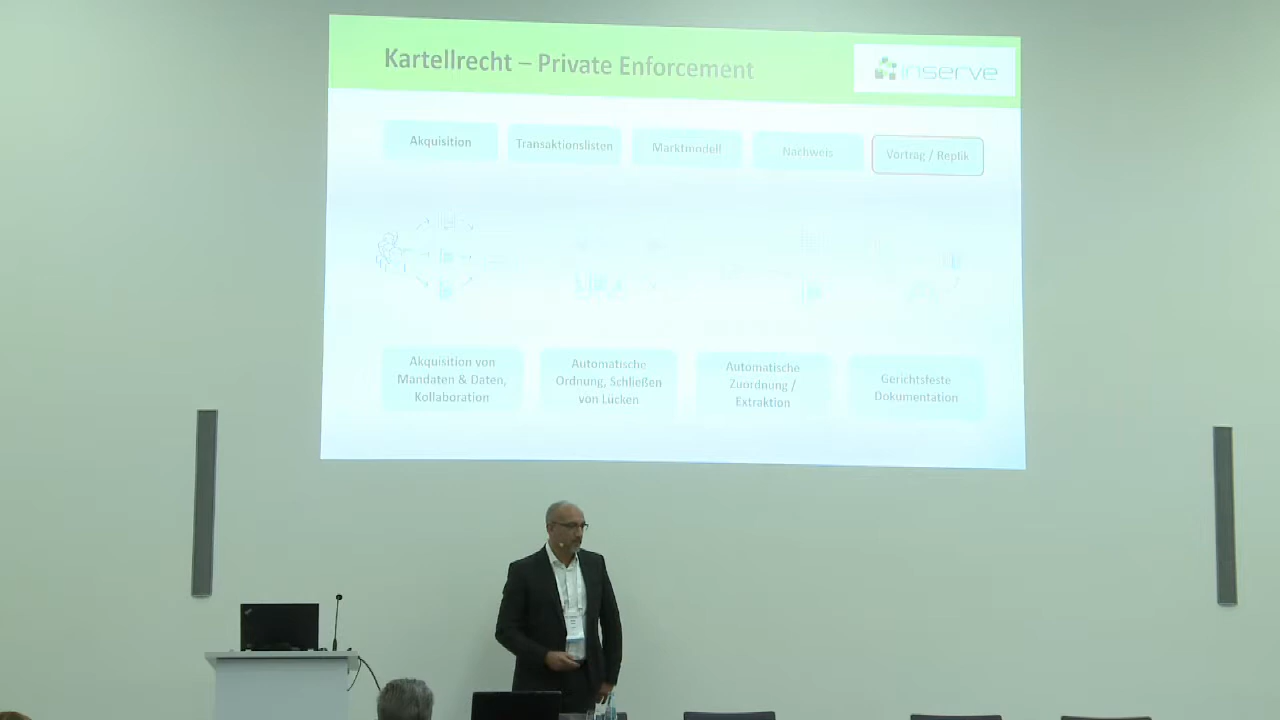 Kartellrecht – Private Enforcement
inserve
Akquisition
Transaktionslisten
Marktmodell
Nachweis
Vortrag / Replik
Akquisition von
Mandaten & Daten,
Kollaboration
Automatische
Ordnung, Schließen
von Lücken
Automatische
Zuordnung /
Extraktion
Gerichtsfeste
Dokumentation